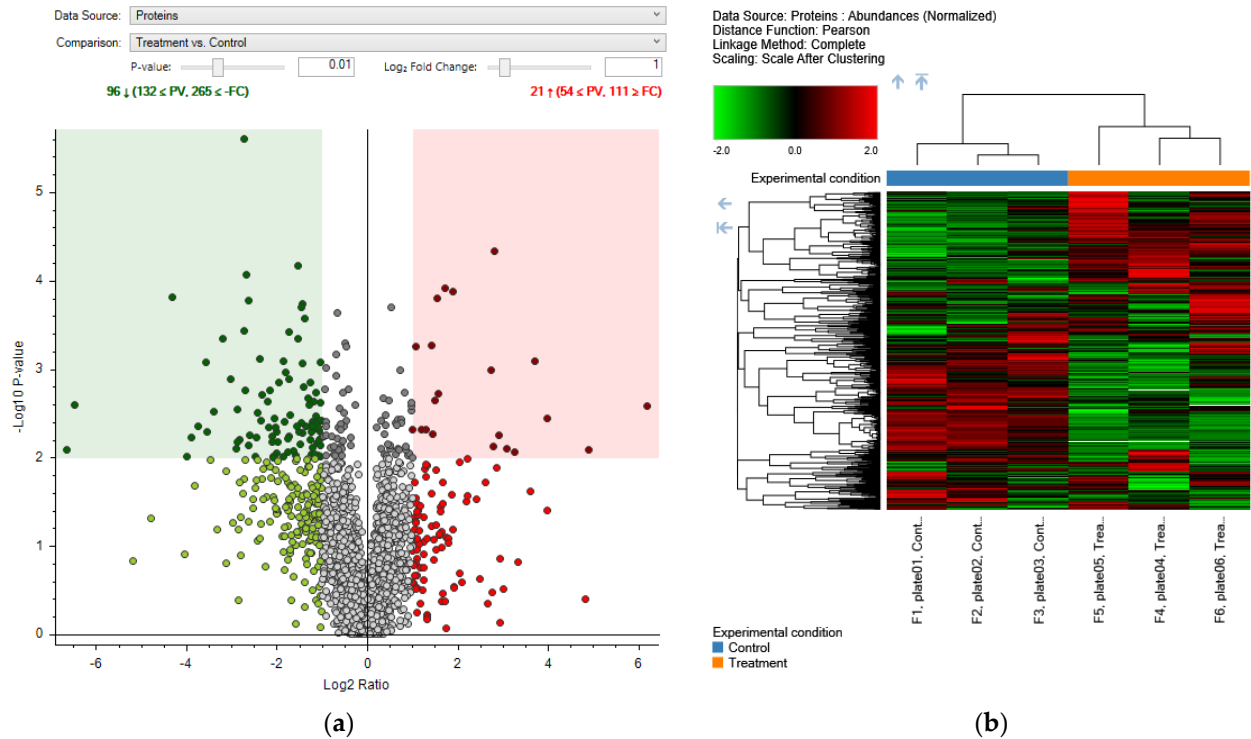 Data Source: Proteins
Comparison: Treatment vs. Control
P-value: 0.01 Log₂ Fold Change: 1
96 ↓ (132 ≤ PV, 265 ≤ -FC) 21 ↑ (54 ≤ PV, 111 ≥ FC)
5
4
3
2
1
0
-Log10 P-value
-6 -4 -2 0 2 4 6
Log2 Ratio
(a)
Data Source: Proteins : Abundances (Normalized)
Distance Function: Pearson
Linkage Method: Complete
Scaling: Scale After Clustering
-2.0 0.0 2.0
Experimental condition
F1, plate01, Cont...
F2, plate02, Cont...
F3, plate03, Cont...
F5, plate05, Trea...
F4, plate04, Trea...
F6, plate06, Trea...
Experimental condition
Control
Treatment
(b)